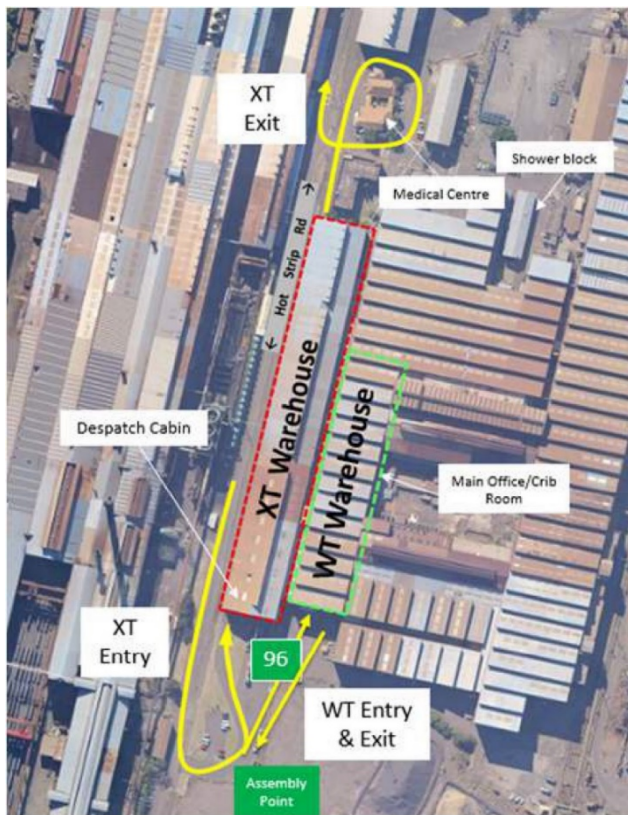 XT
Exit
Shower block
Medical Centre
Hot Strip Rd
XT Warehouse
Despatch Cabin
WT Warehouse
Main Office/Crib
Room
XT
Entry
96
WT Entry
& Exit
Assembly
Point